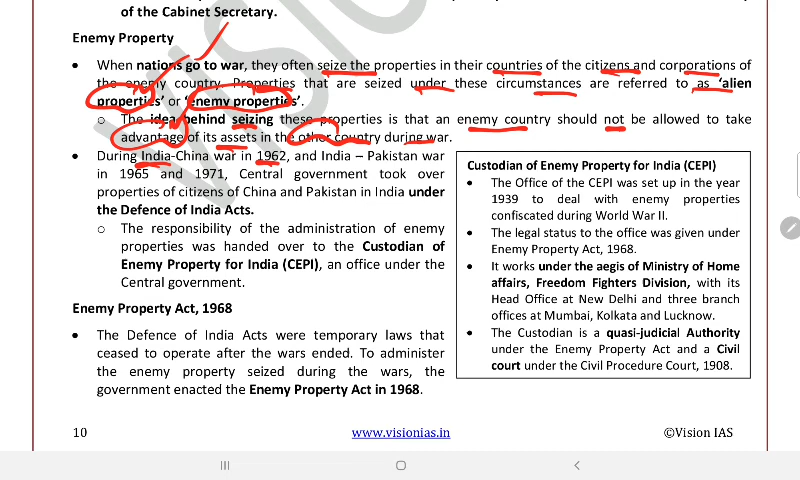 of the Cabinet Secretary.
Enemy Property
• When nations go to war, they often seize the properties in their countries of the citizens and corporations of
the enemy country. Properties that are seized under these circumstances are referred to as ‘alien
properties’ or ‘enemy properties’.
o The idea behind seizing these properties is that an enemy country should not be allowed to take
advantage of its assets in the other country during war.
• During India-China war in 1962, and India – Pakistan war
in 1965 and 1971, Central government took over
properties of citizens of China and Pakistan in India under
the Defence of India Acts.
o The responsibility of the administration of enemy
properties was handed over to the Custodian of
Enemy Property for India (CEPI), an office under the
Central government.
Enemy Property Act, 1968
• The Defence of India Acts were temporary laws that
ceased to operate after the wars ended. To administer
the enemy property seized during the wars, the
government enacted the Enemy Property Act in 1968.
Custodian of Enemy Property for India (CEPI)
• The Office of the CEPI was set up in the year
1939 to deal with enemy properties
confiscated during World War II.
• The legal status to the office was given under
Enemy Property Act, 1968.
• It works under the aegis of Ministry of Home
affairs, Freedom Fighters Division, with its
Head Office at New Delhi and three branch
offices at Mumbai, Kolkata and Lucknow.
• The Custodian is a quasi-judicial Authority
under the Enemy Property Act and a Civil
court under the Civil Procedure Court, 1908.
10
www.visionias.in
©Vision IAS